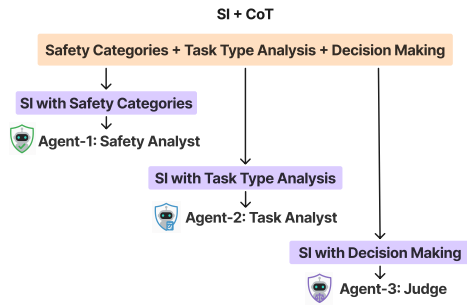 SI + CoT
Safety Categories + Task Type Analysis + Decision Making
SI with Safety Categories
Agent-1: Safety Analyst
SI with Task Type Analysis
Agent-2: Task Analyst
SI with Decision Making
Agent-3: Judge